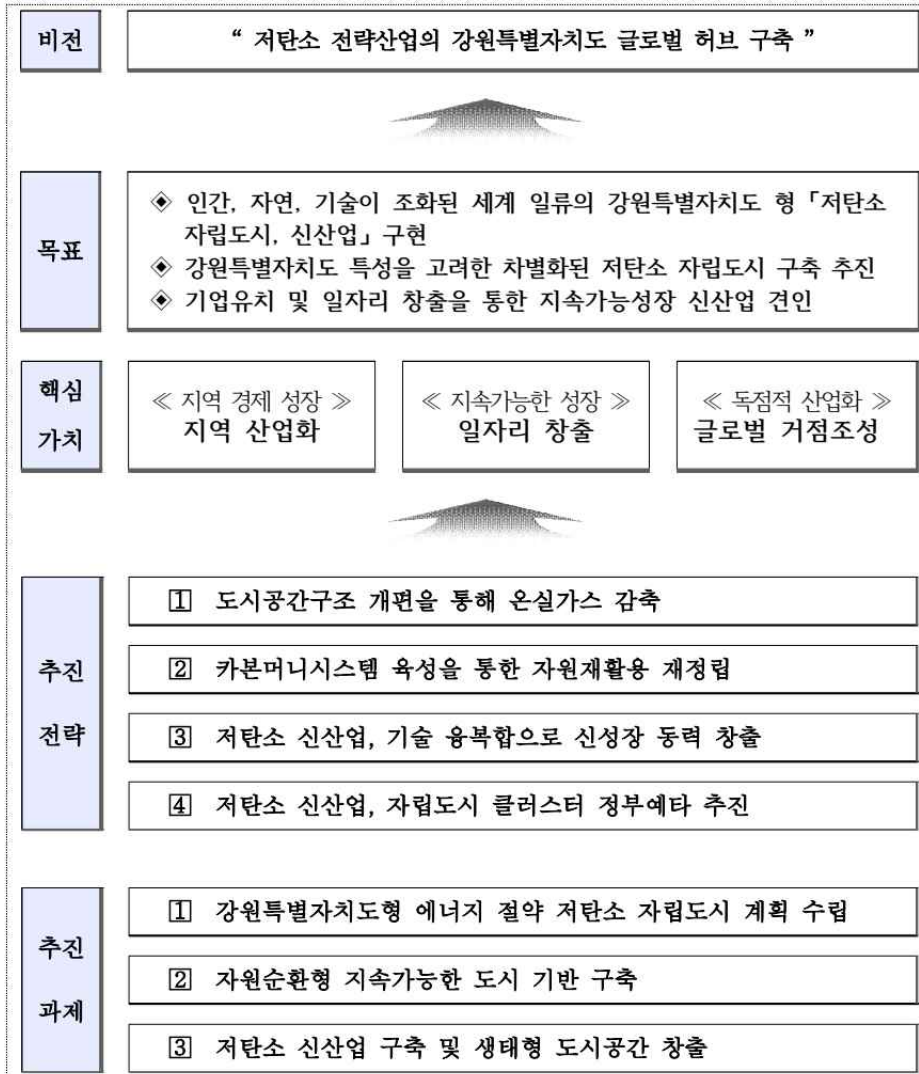 비전
“ 저탄소 전략산업의 강원특별자치도 글로벌 허브 구축 ”
목표
◈ 인간, 자연, 기술이 조화된 세계 일류의 강원특별자치도 형「저탄소
자립도시, 신산업」구현
◈ 강원특별자치도 특성을 고려한 차별화된 저탄소 자립도시 구축 추진
◈ 기업유치 및 일자리 창출을 통한 지속가능성장 신산업 견인
핵심
가치
≪ 지역 경제 성장 ≫
지역 산업화
≪ 지속가능한 성장 ≫
일자리 창출
≪ 독점적 산업화 ≫
글로벌 거점조성
추진
전략
1 도시공간구조 개편을 통해 온실가스 감축
2 카본머니시스템 육성을 통한 자원재활용 재정립
3 저탄소 신산업, 기술 융복합으로 신성장 동력 창출
4 저탄소 신산업, 자립도시 클러스터 정부예타 추진
추진
과제
1 강원특별자치도형 에너지 절약 저탄소 자립도시 계획 수립
2 자원순환형 지속가능한 도시 기반 구축
3 저탄소 신산업 구축 및 생태형 도시공간 창출